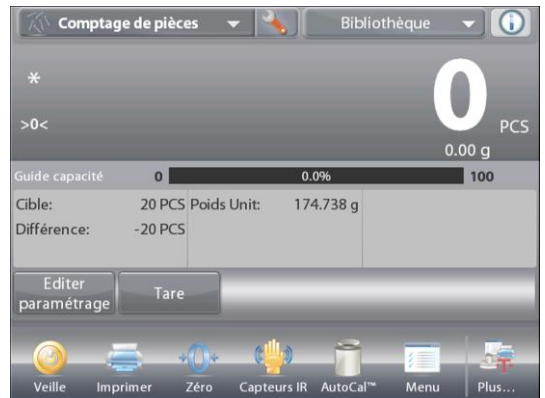 Comptage de pièces
Bibliothèque
*
>0<
0 PCS
0.00 g
Guide capacité 0 0.0% 100
Cible: 20 PCS Poids Unit: 174.738 g
Différence: -20 PCS
Editer
paramétrage
Tare
→0←
Veille Imprimer Zéro Capteurs IR AutoCal™ Menu Plus...